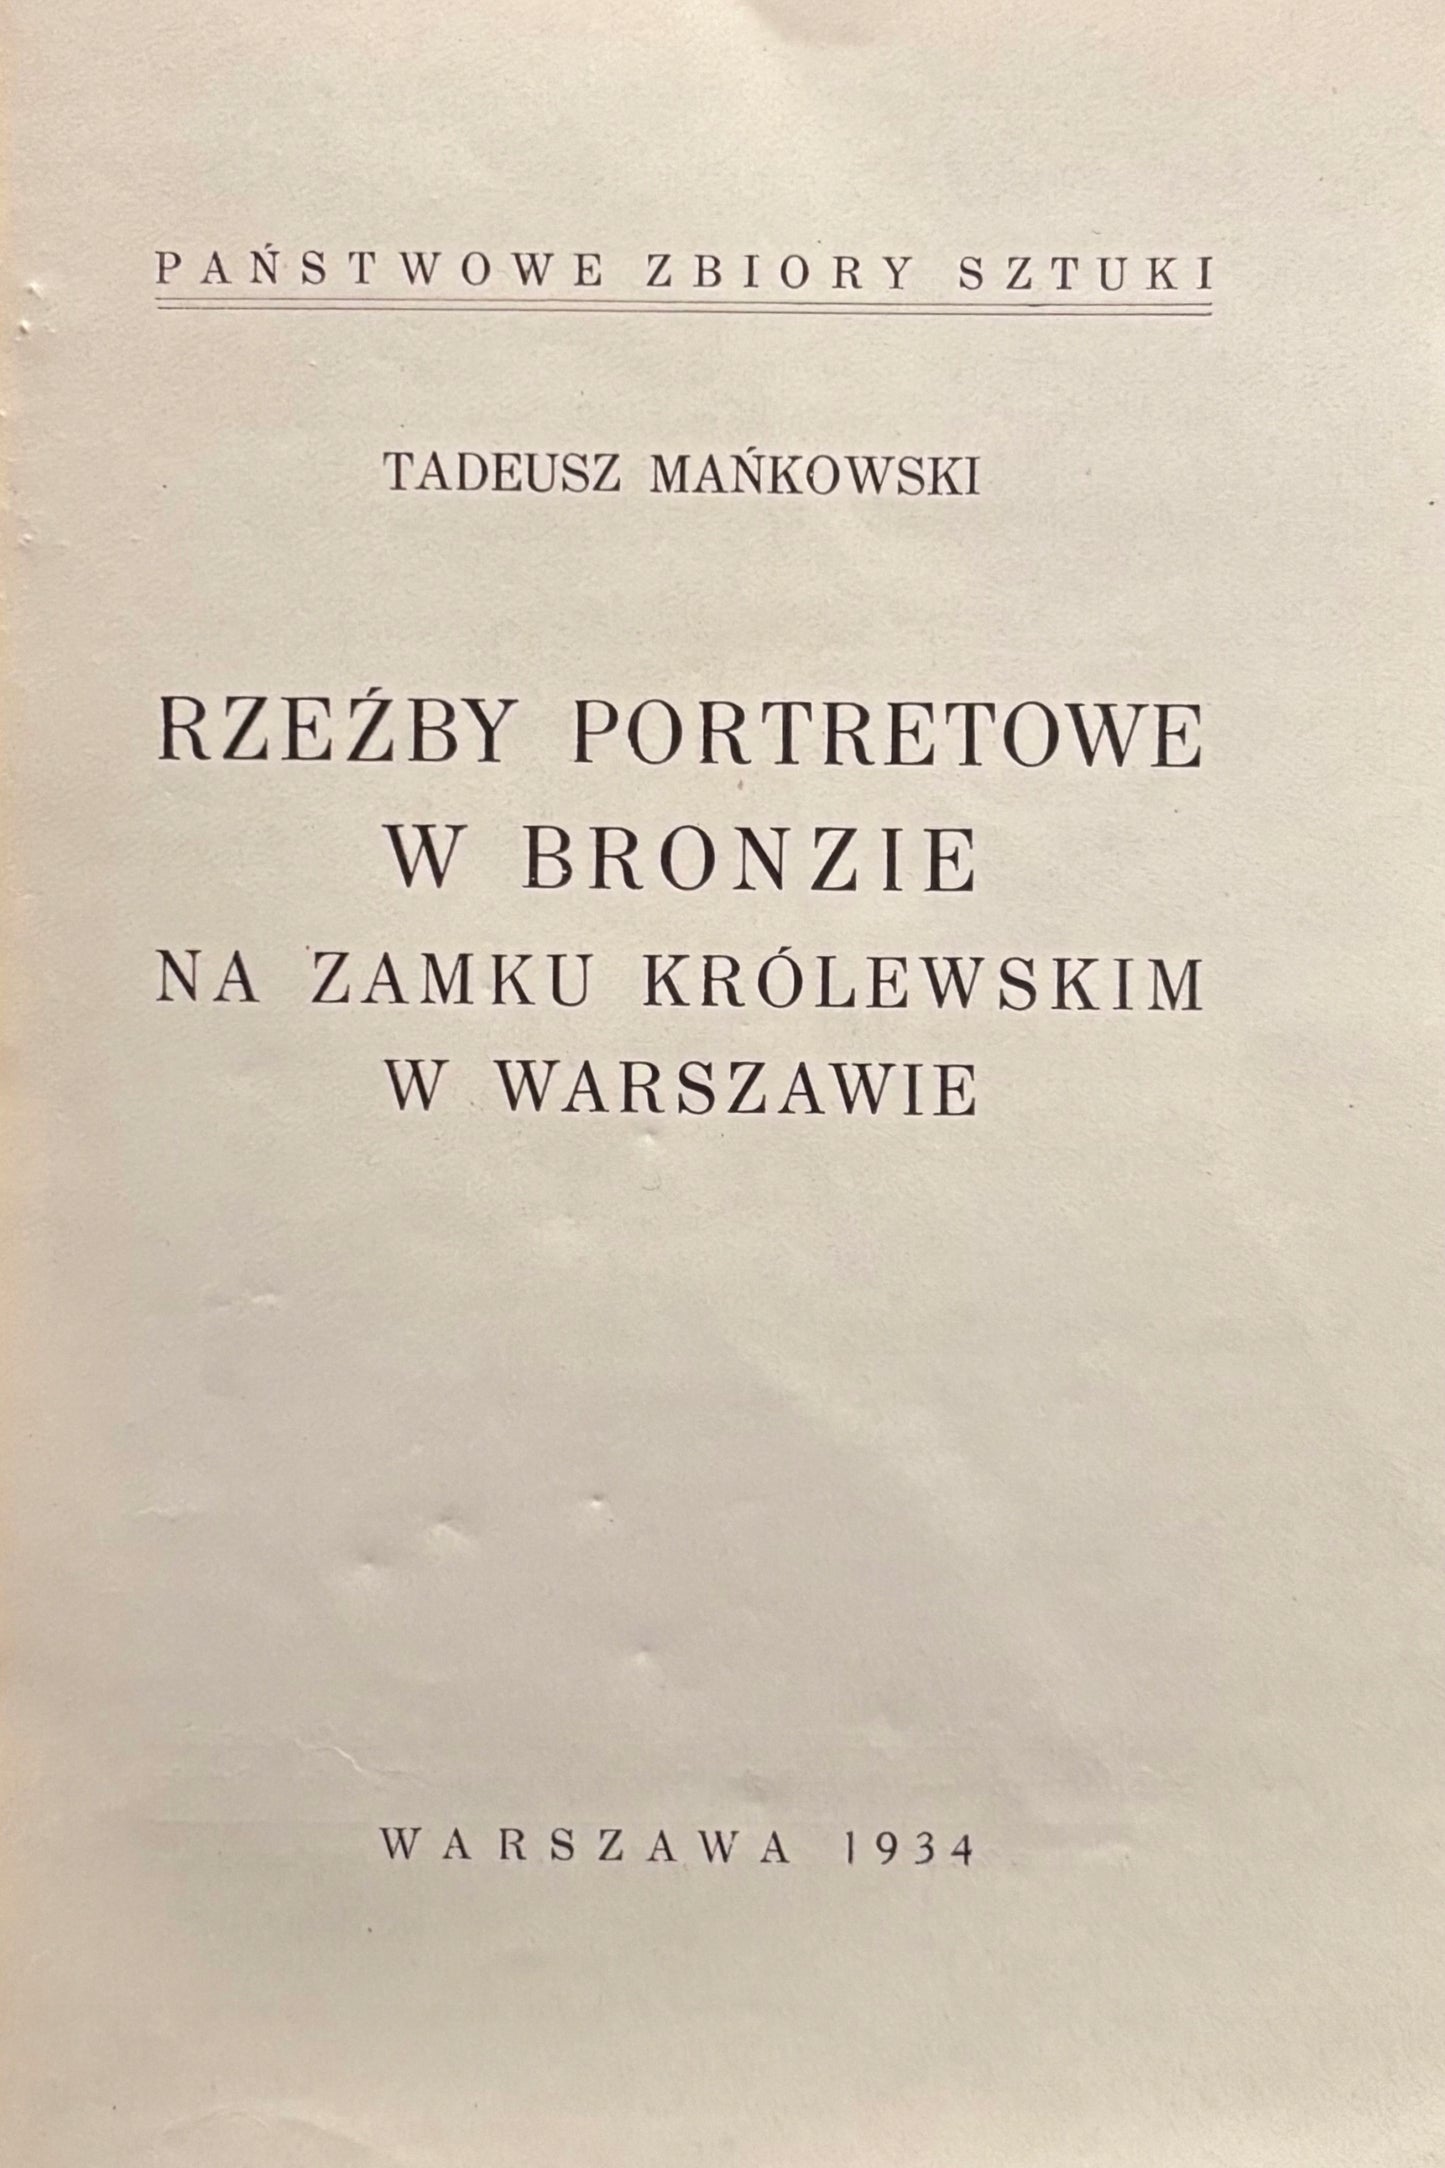 PAŃSTWOWE ZBIORY SZTUKI
TADEUSZ MAŃKOWSKI
RZEŹBY PORTRETOWE
W BRONZIE
NA ZAMKU KRÓLEWSKIM
W WARSZAWIE
WARSZAWA 1934